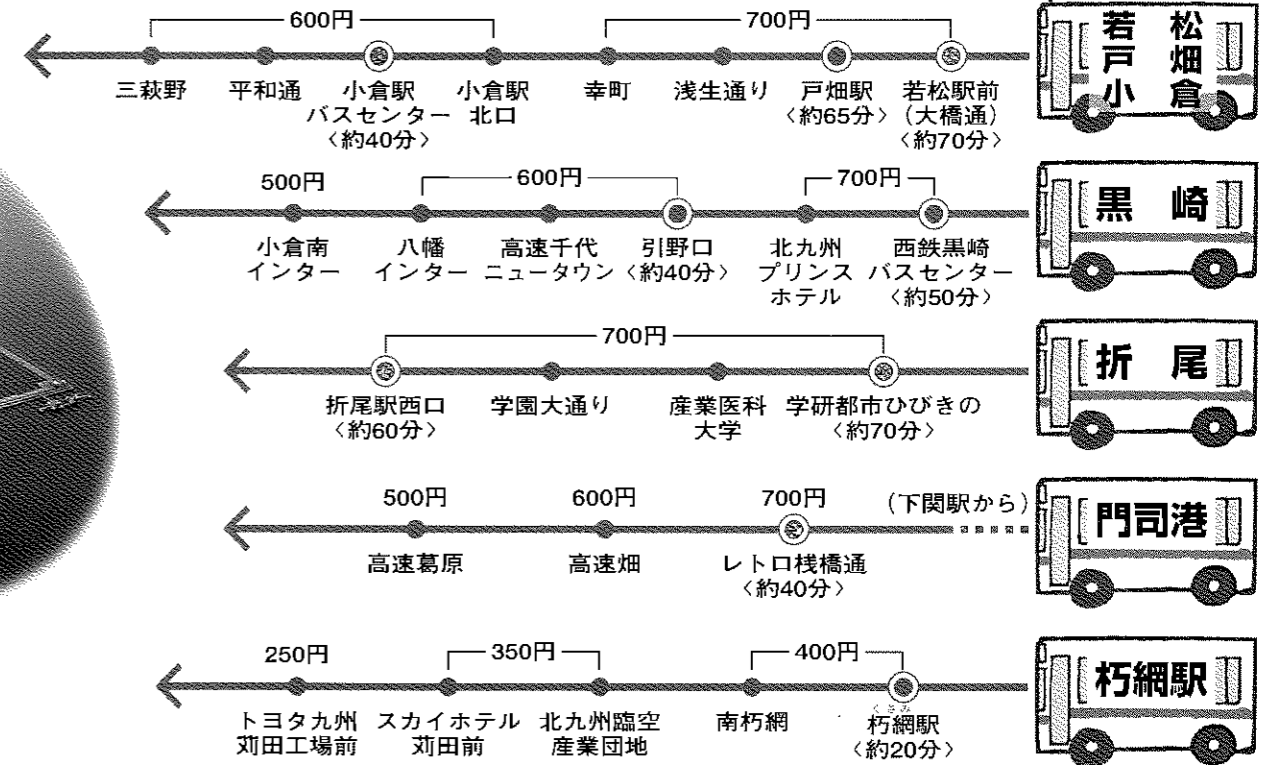 600円
700円
三萩野
平和通
小倉駅
バスセンター
〈約40分〉
小倉駅
北口
幸町
浅生通り
戸畑駅
〈約65分〉
若松駅前
(大橋通)
〈約70分〉
若松
戸畑
小倉
500円
600円
700円
小倉南
インター
八幡
インター
高速千代
ニュータウン
引野口
〈約40分〉
北九州
プリンス
ホテル
西鉄黒崎
バスセンター
〈約50分〉
黒崎
700円
折尾駅西口
〈約60分〉
学園大通り
産業医科
大学
学研都市ひびきの
〈約70分〉
折尾
500円
600円
700円
(下関駅から)
高速葛原
高速畑
レトロ桟橋通
〈約40分〉
門司港
250円
350円
400円
トヨタ九州
苅田工場前
スカイホテル
苅田前
北九州臨空
産業団地
南朽網
くさみ
朽網駅
〈約20分〉
朽網駅